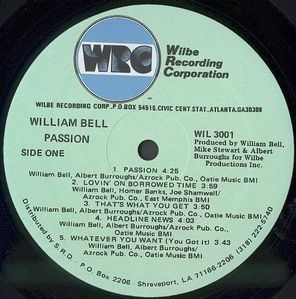 WRC
Wilbe
Recording
Corporation
WILBE RECORDING CORP., P.O.BOX 54515,CIVIC CENT.STAT.,ATLANTA,GA30308
WILLIAM BELL
PASSION
SIDE ONE
WIL 3001
Produced by William Bell,
Mike Stewart & Albert
Burroughs for Wilbe
Productions Inc.
1. PASSION 4:25
William Bell, Albert Burroughs/Azrock Pub. Co., Oatie Music BMI
2. LOVIN' ON BORROWED TIME 3:59
William Bell, Homer Banks, Joe Shamwell/
Azrock Pub. Co., East Memphis BMI
3. THAT'S WHAT YOU GET 3:50
William Bell, Albert Burroughs/Azrock Pub. Co., Oatie Music BMI
4. HEADLINE NEWS 4:01
William Bell, Albert Burroughs/Azrock Pub. Co., Oatie Music BMI
5. WHATEVER YOU WANT (You Got it) 3:43
William Bell, Albert Burroughs/
Azrock Pub. Co., Oatie Music BMI
Distributed by S.R.D. • P.O. Box 2206 • Shreveport, LA 71166-2206 • (318) 222-5740